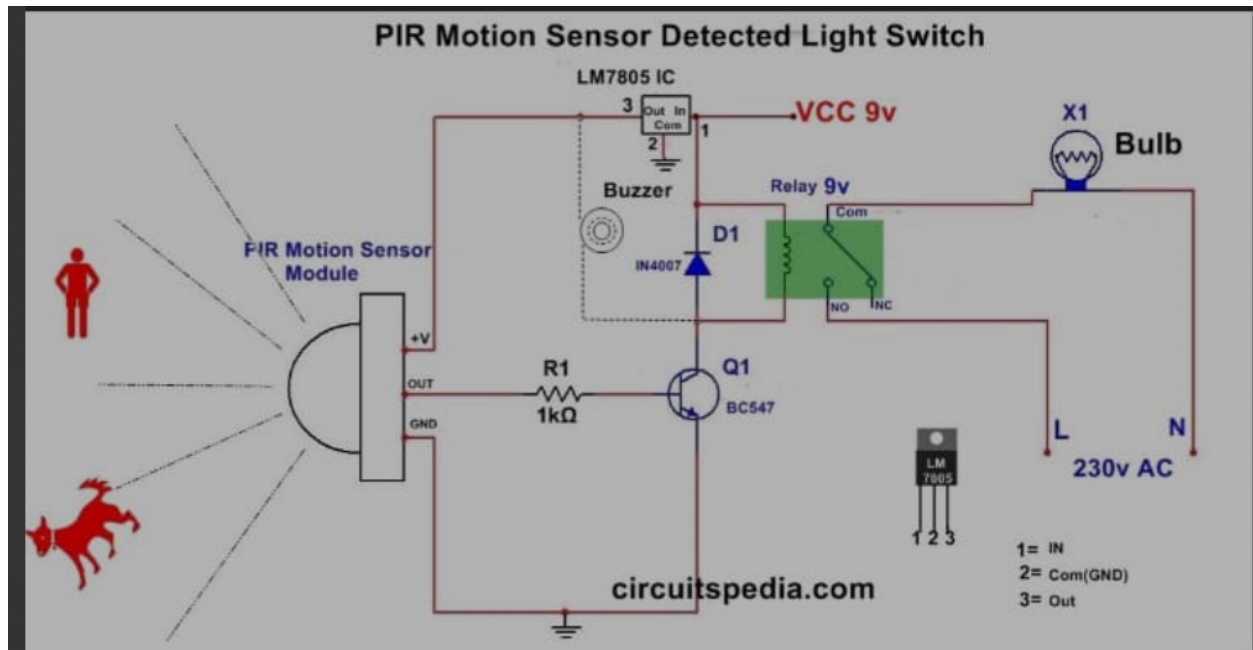 PIR Motion Sensor Detected Light Switch
LM7805 IC
3
Out In
Com
1
2
VCC 9v
X1
Bulb
Buzzer
Relay 9v
Com
PIR Motion Sensor
Module
D1
IN4007
NO
NC
+V
OUT
GND
R1
1kΩ
Q1
BC547
L
N
230v AC
LM
7805
1 2 3
1= IN
2= Com(GND)
3= Out
circuitspedia.com